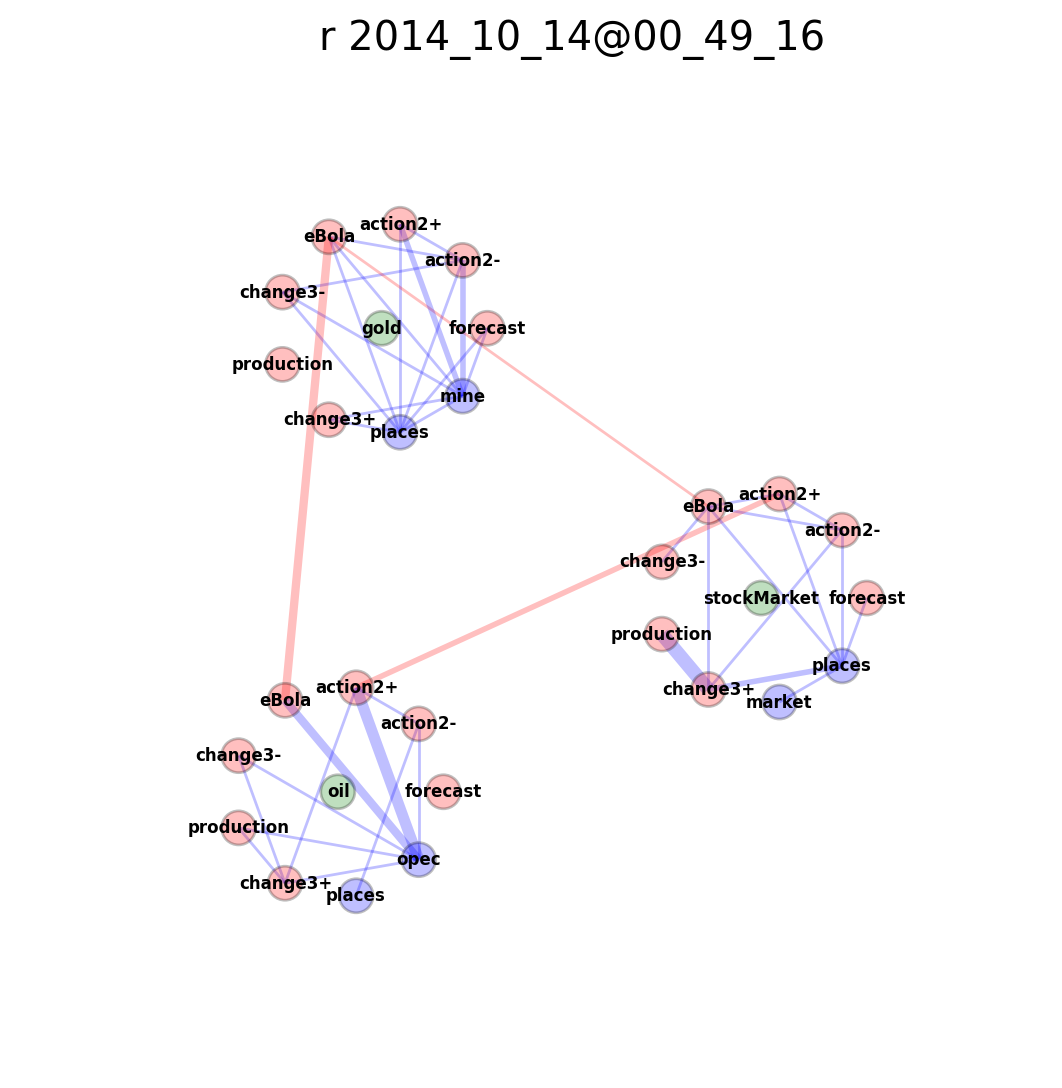 r 2014_10_14@00_49_16
action2+
eBola
action2-
change3-
gold
forecast
production
mine
change3+
places
action2+
eBola
action2-
change3-
stockMarket
forecast
production
places
change3+
market
action2+
eBola
action2-
change3-
oil
forecast
production
opec
change3+
places